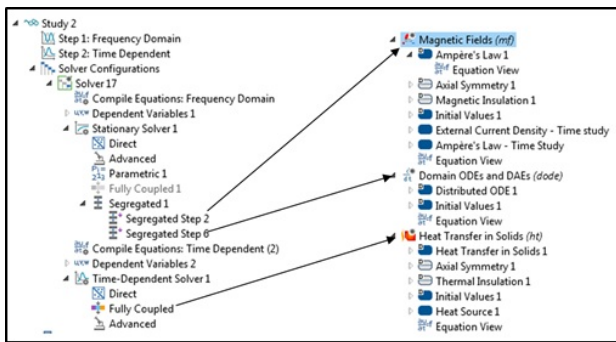 Study 2
Step 1: Frequency Domain
Step 2: Time Dependent
Solver Configurations
Solver 17
Compile Equations: Frequency Domain
Dependent Variables 1
Stationary Solver 1
Direct
Advanced
Parametric 1
Fully Coupled 1
Segregated 1
Segregated Step 2
Segregated Step 6
Compile Equations: Time Dependent (2)
Dependent Variables 2
Time-Dependent Solver 1
Direct
Fully Coupled
Advanced
Magnetic Fields (mf)
Ampère's Law 1
Equation View
Axial Symmetry 1
Magnetic Insulation 1
Initial Values 1
External Current Density - Time study
Ampère's Law - Time Study
Equation View
Domain ODEs and DAEs (dode)
Distributed ODE 1
Initial Values 1
Equation View
Heat Transfer in Solids (ht)
Heat Transfer in Solids 1
Axial Symmetry 1
Thermal Insulation 1
Initial Values 1
Heat Source 1
Equation View